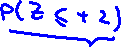 P(Z ≤ +2)